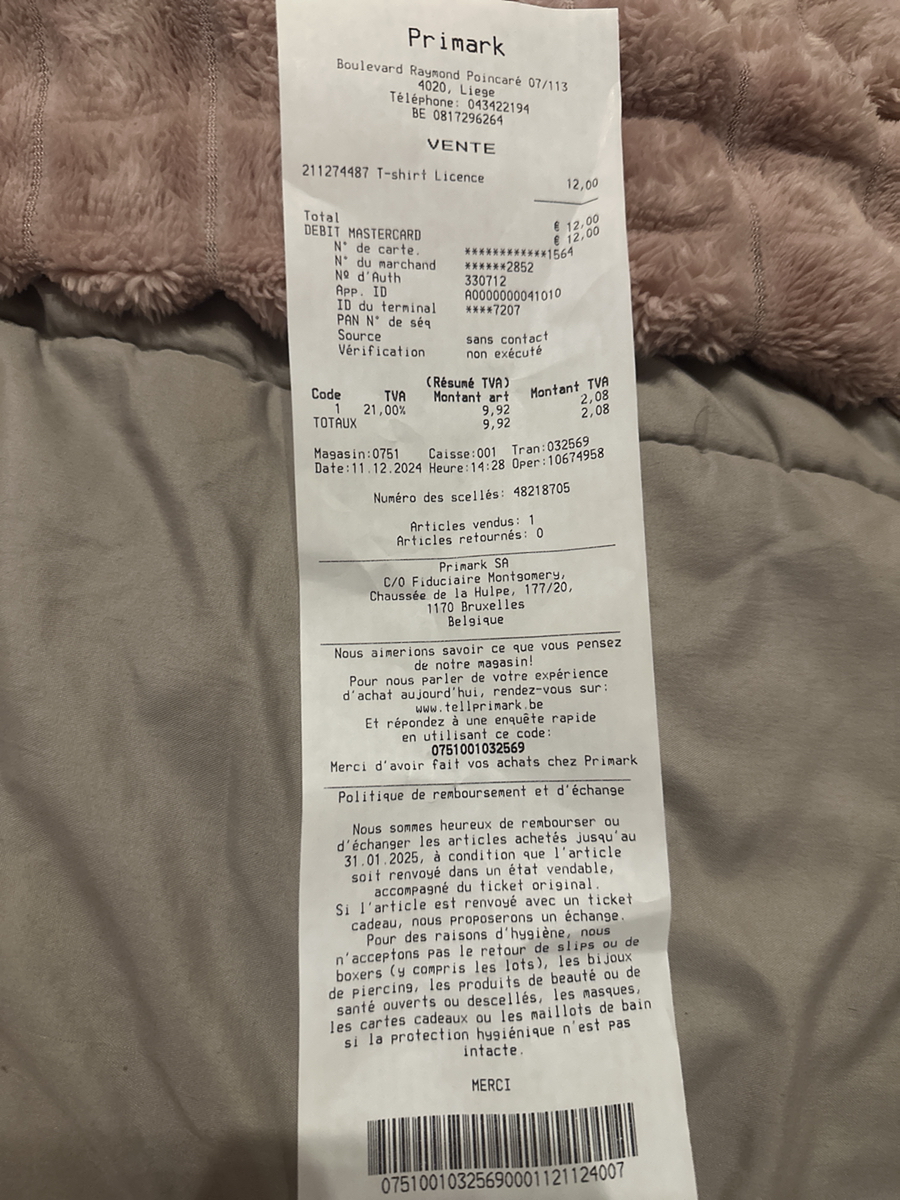 Primark
Boulevard Raymond Poincaré 07/113
4020, Liege
Téléphone: 043422194
BE 0817296264
VENTE
211274487 T-shirt Licence 12,00
Total € 12,00
DEBIT MASTERCARD € 12,00
N° de carte. ************1564
N° du marchand ******2852
Nº d'Auth 330712
App. ID A0000000041010
ID du terminal ****7207
PAN N° de séq
Source sans contact
Vérification non exécuté
(Résumé TVA)
Code TVA Montant art Montant TVA
1 21,00% 9,92 2,08
TOTAUX 9,92 2,08
Magasin:0751 Caisse:001 Tran:032569
Date:11.12.2024 Heure:14:28 Oper:10674958
Numéro des scellés: 48218705
Articles vendus: 1
Articles retournés: 0
Primark SA
C/O Fiduciaire Montgomery,
Chaussée de la Hulpe, 177/20,
1170 Bruxelles
Belgique
Nous aimerions savoir ce que vous pensez
de notre magasin!
Pour nous parler de votre expérience
d'achat aujourd'hui, rendez-vous sur:
www.tellprimark.be
Et répondez à une enquête rapide
en utilisant ce code:
0751001032569
Merci d'avoir fait vos achats chez Primark
Politique de remboursement et d'échange
Nous sommes heureux de rembourser ou
d'échanger les articles achetés jusqu'au
31.01.2025, à condition que l'article
soit renvoyé dans un état vendable,
accompagné du ticket original.
Si l'article est renvoyé avec un ticket
cadeau, nous proposerons un échange.
Pour des raisons d'hygiène, nous
n'acceptons pas le retour de slips ou de
boxers (y compris les lots), les bijoux
de piercing, les produits de beauté ou de
santé ouverts ou descellés, les masques,
les cartes cadeaux ou les maillots de bain
si la protection hygiénique n'est pas
intacte.
MERCI
07510010325690001121124007